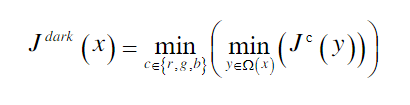 J^{dark}(x) = \min_{c∈{r,g,b}} ( \min_{y∈Ω(x)} (J^{c}(y)) )